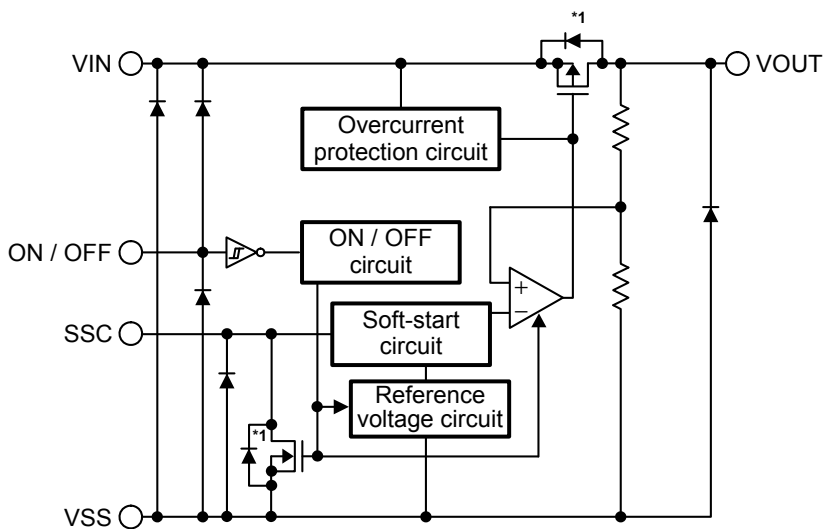 *1
VIN
VOUT
Overcurrent
protection circuit
ON / OFF
ON / OFF
circuit
+
−
SSC
Soft-start
circuit
Reference
voltage circuit
*1
VSS